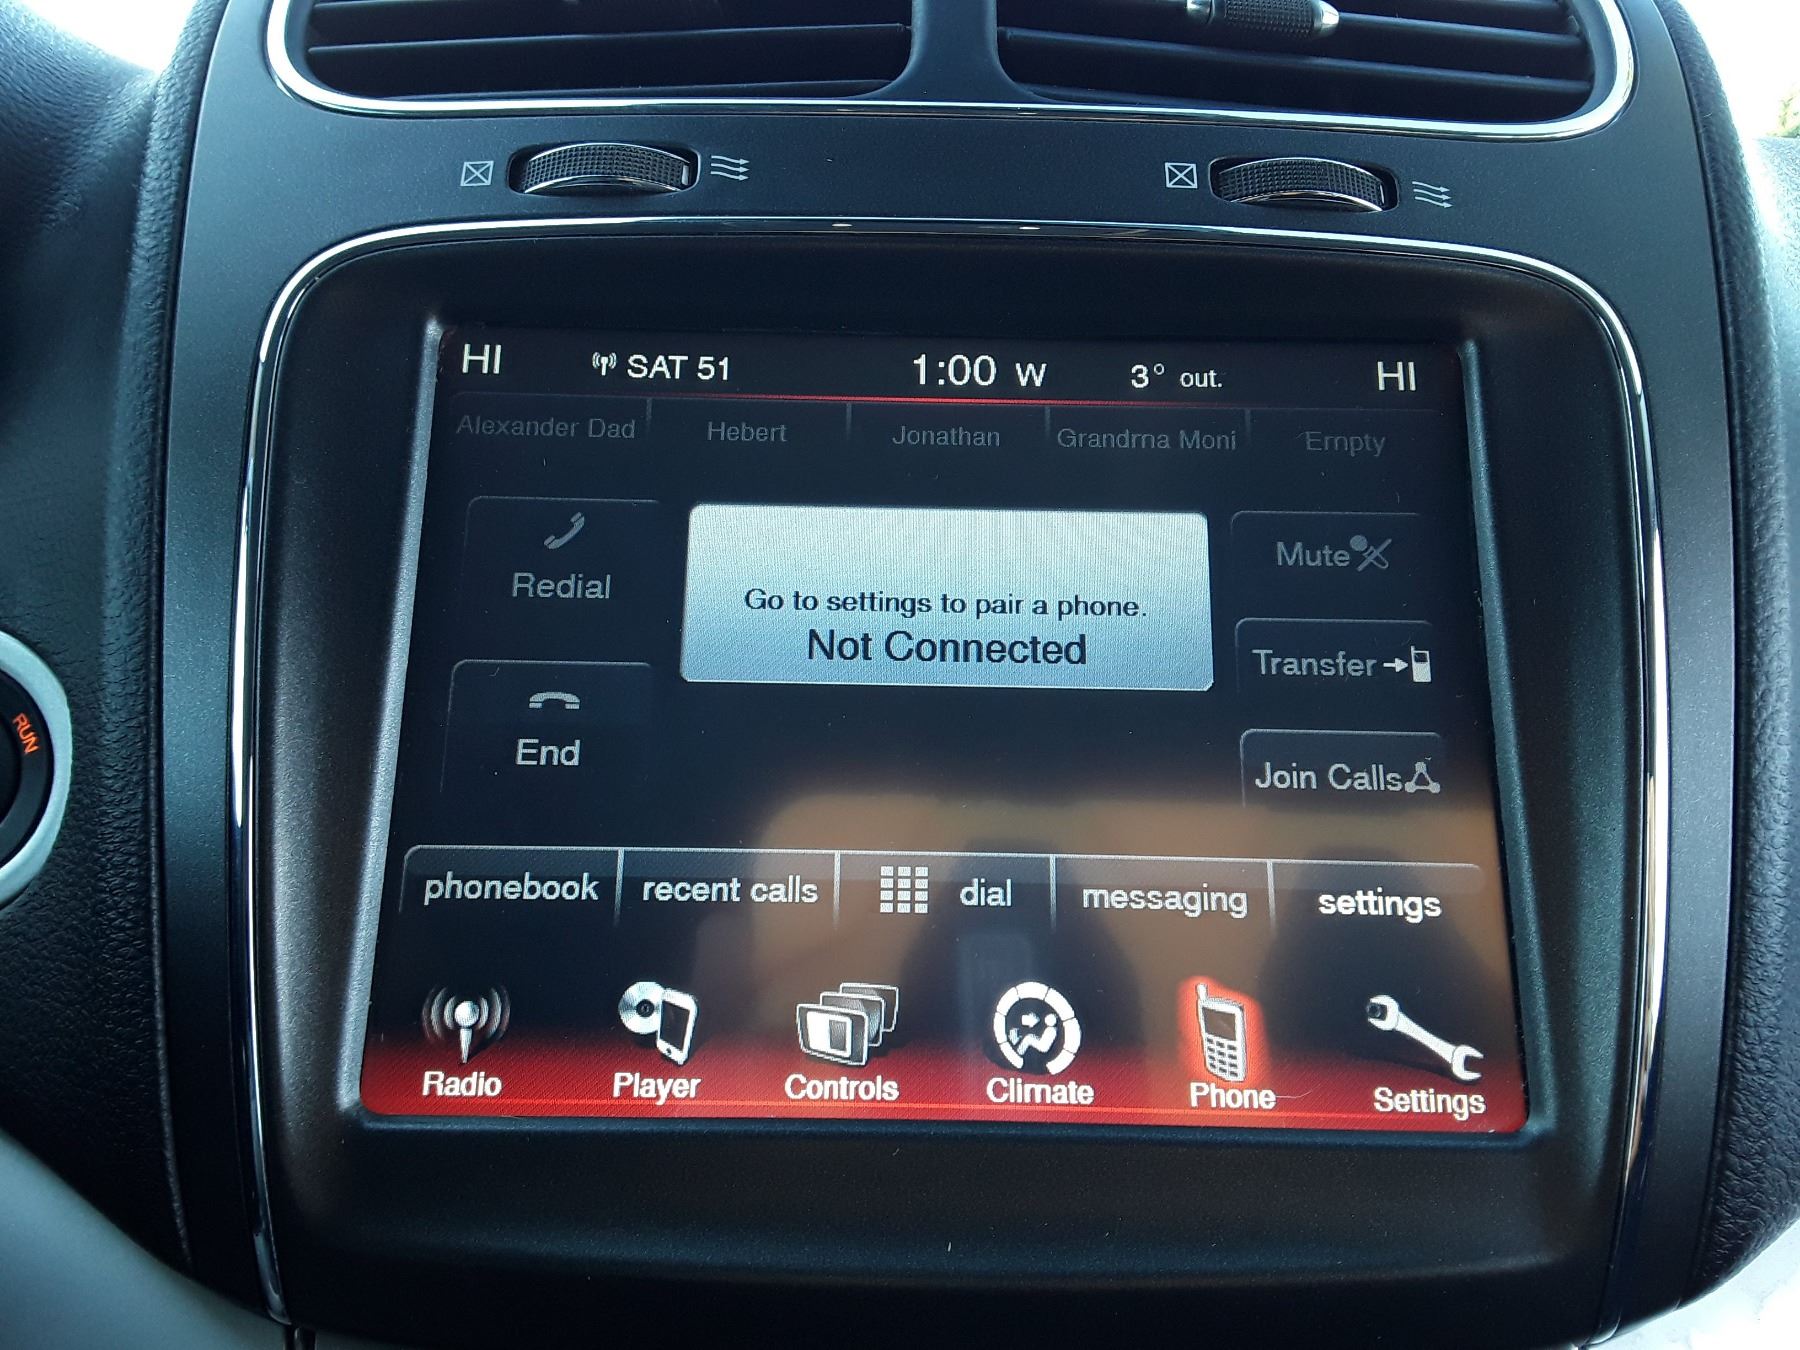 HI SAT 51 1:00 W 3° out. HI
Alexander Dad Hebert Jonathan Grandma Moni Empty
Redial
Go to settings to pair a phone.
Not Connected
Mute
Transfer
End
Join Calls
phonebook recent calls dial messaging settings
Radio Player Controls Climate Phone Settings
RUN